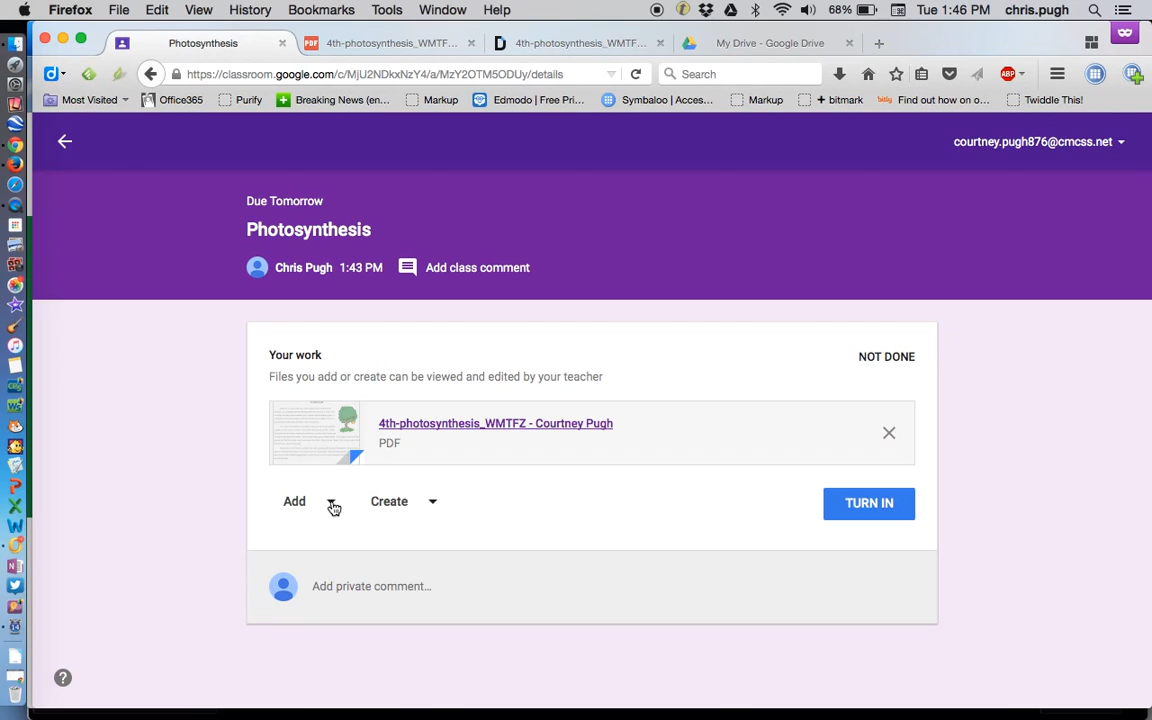 Firefox File Edit View History Bookmarks Tools Window Help 68% Tue 1:46 PM chris.pugh
Photosynthesis 4th-photosynthesis_WMTF... 4th-photosynthesis_WMTF... My Drive - Google Drive
https://classroom.google.com/c/MjU2NDkxNzY4/a/MzY2OTM5ODUy/details Search ABP
Most Visited Office365 Purify Breaking News (en... Markup Edmodo | Free Pri... Symbaloo | Acces... Markup + bitmark bitly Find out how on o... Twiddle This!
courtney.pugh876@cmcss.net
Due Tomorrow
Photosynthesis
Chris Pugh 1:43 PM Add class comment
Your work
NOT DONE
Files you add or create can be viewed and edited by your teacher
4th-photosynthesis_WMTFZ - Courtney Pugh
PDF
Add Create TURN IN
Add private comment...
?